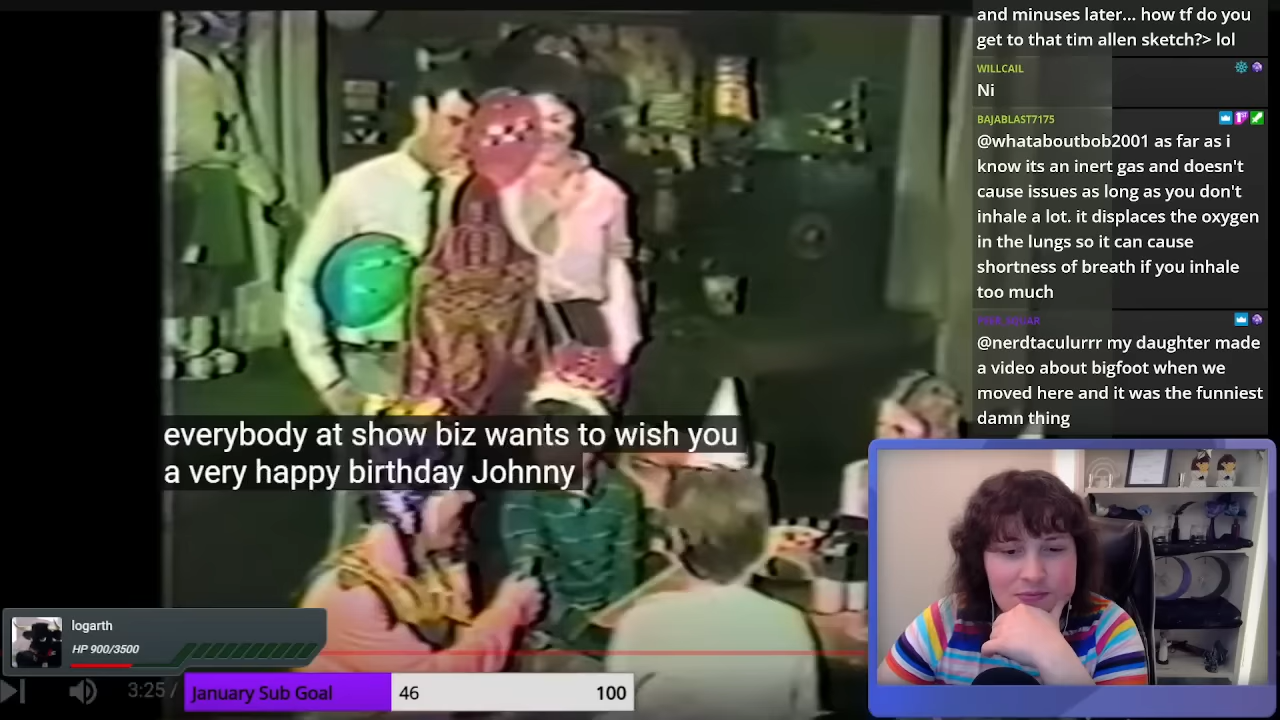 and minuses later... how tf do you
get to that tim allen sketch?> lol
WILLCAIL
Ni
BAJABLAST7175
@whataboutbob2001 as far as i
know its an inert gas and doesn't
cause issues as long as you don't
inhale a lot. it displaces the oxygen
in the lungs so it can cause
shortness of breath if you inhale
too much
@nerdtaculurrr my daughter made
a video about bigfoot when we
moved here and it was the funniest
damn thing
everybody at show biz wants to wish you
a very happy birthday Johnny
logarth
HP 900/3500
3:25 /
January Sub Goal 46 100